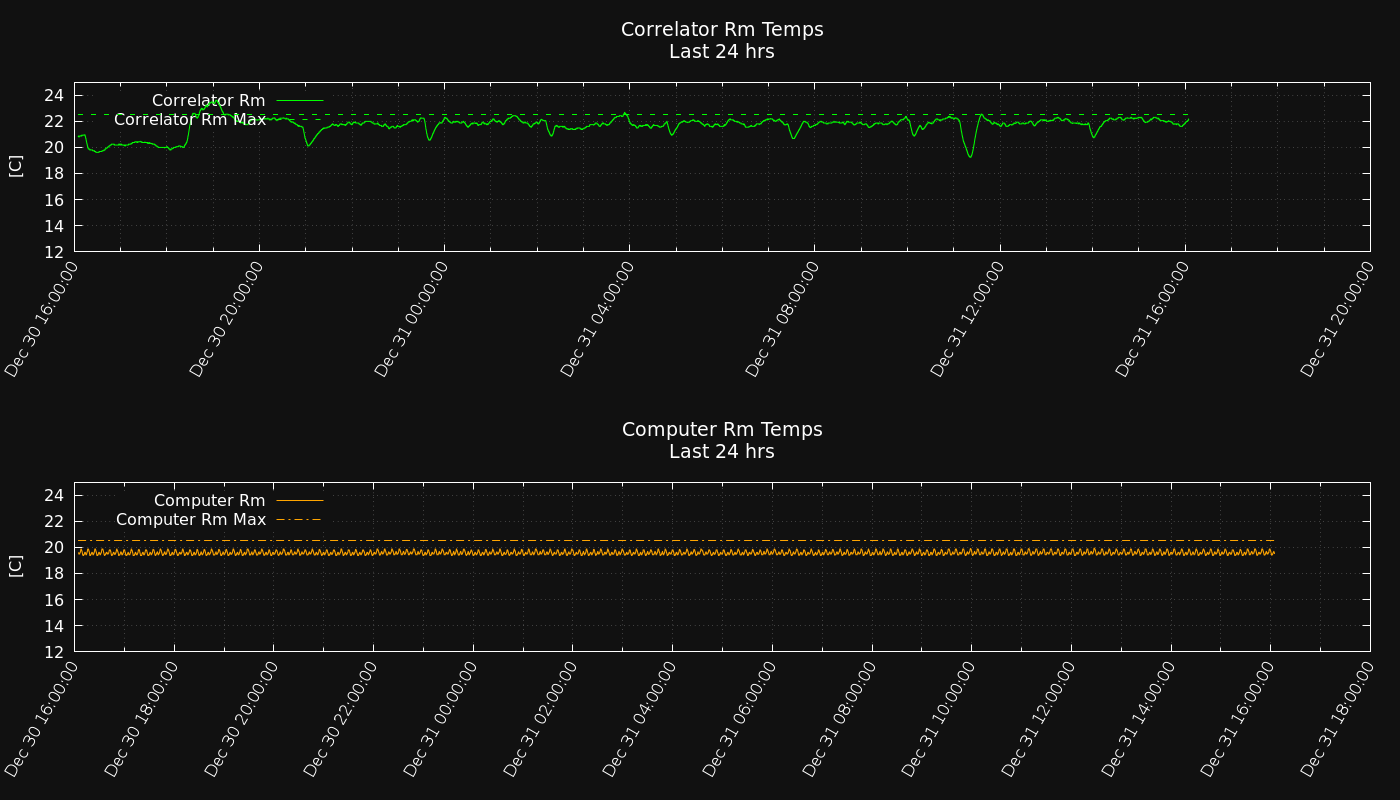 Correlator Rm Temps
Last 24 hrs
Correlator Rm
Correlator Rm Max
[C]
24
22
20
18
16
14
12
Dec 30 16:00:00
Dec 30 20:00:00
Dec 31 00:00:00
Dec 31 04:00:00
Dec 31 08:00:00
Dec 31 12:00:00
Dec 31 16:00:00
Dec 31 20:00:00
Computer Rm Temps
Last 24 hrs
Computer Rm
Computer Rm Max
[C]
24
22
20
18
16
14
12
Dec 30 16:00:00
Dec 30 18:00:00
Dec 30 20:00:00
Dec 30 22:00:00
Dec 31 00:00:00
Dec 31 02:00:00
Dec 31 04:00:00
Dec 31 06:00:00
Dec 31 08:00:00
Dec 31 10:00:00
Dec 31 12:00:00
Dec 31 14:00:00
Dec 31 16:00:00
Dec 31 18:00:00